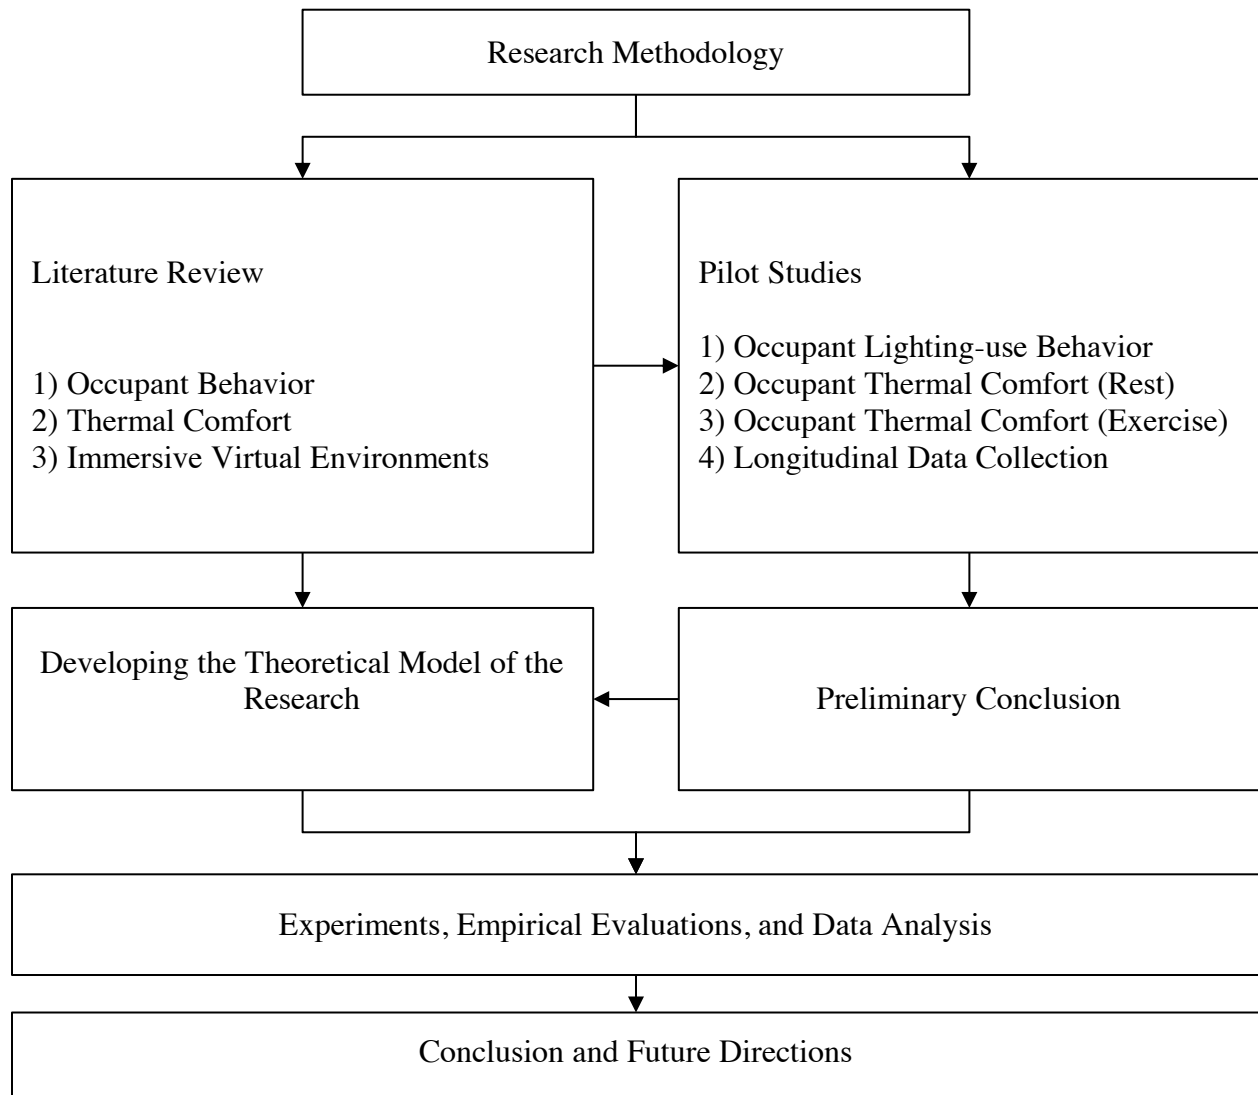 Research Methodology
Literature Review
1) Occupant Behavior
2) Thermal Comfort
3) Immersive Virtual Environments
Pilot Studies
1) Occupant Lighting-use Behavior
2) Occupant Thermal Comfort (Rest)
3) Occupant Thermal Comfort (Exercise)
4) Longitudinal Data Collection
Developing the Theoretical Model of the
Research
Preliminary Conclusion
Experiments, Empirical Evaluations, and Data Analysis
Conclusion and Future Directions